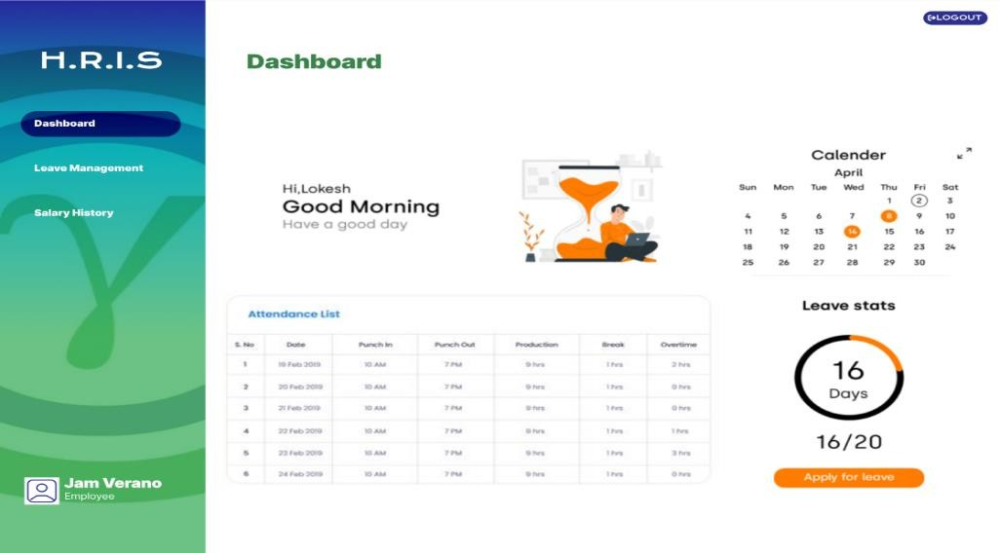 LOGOUT
H.R.I.S
Dashboard
Dashboard
Leave Management
Salary History
Jam Verano
Employee
Hi,Lokesh
Good Morning
Have a good day
Calender
April
Sun Mon Tue Wed Thu Fri Sat
1 2 3
4 5 6 7 8 9 10
11 12 13 14 15 16 17
18 19 20 21 22 23 24
25 26 27 28 29 30
Attendance List
S. No Date Punch In Punch Out Production Break Overtime
1 19 Feb 2019 10 AM 7 PM 9 hrs 1 hrs 2 hrs
2 20 Feb 2019 10 AM 7 PM 9 hrs 1 hrs 0 hrs
3 21 Feb 2019 10 AM 7 PM 9 hrs 1 hrs 0 hrs
4 22 Feb 2019 10 AM 7 PM 9 hrs 1 hrs 1 hrs
5 23 Feb 2019 10 AM 7 PM 9 hrs 1 hrs 3 hrs
6 24 Feb 2019 10 AM 7 PM 9 hrs 1 hrs 0 hrs
Leave stats
16
Days
16/20
Apply for leave